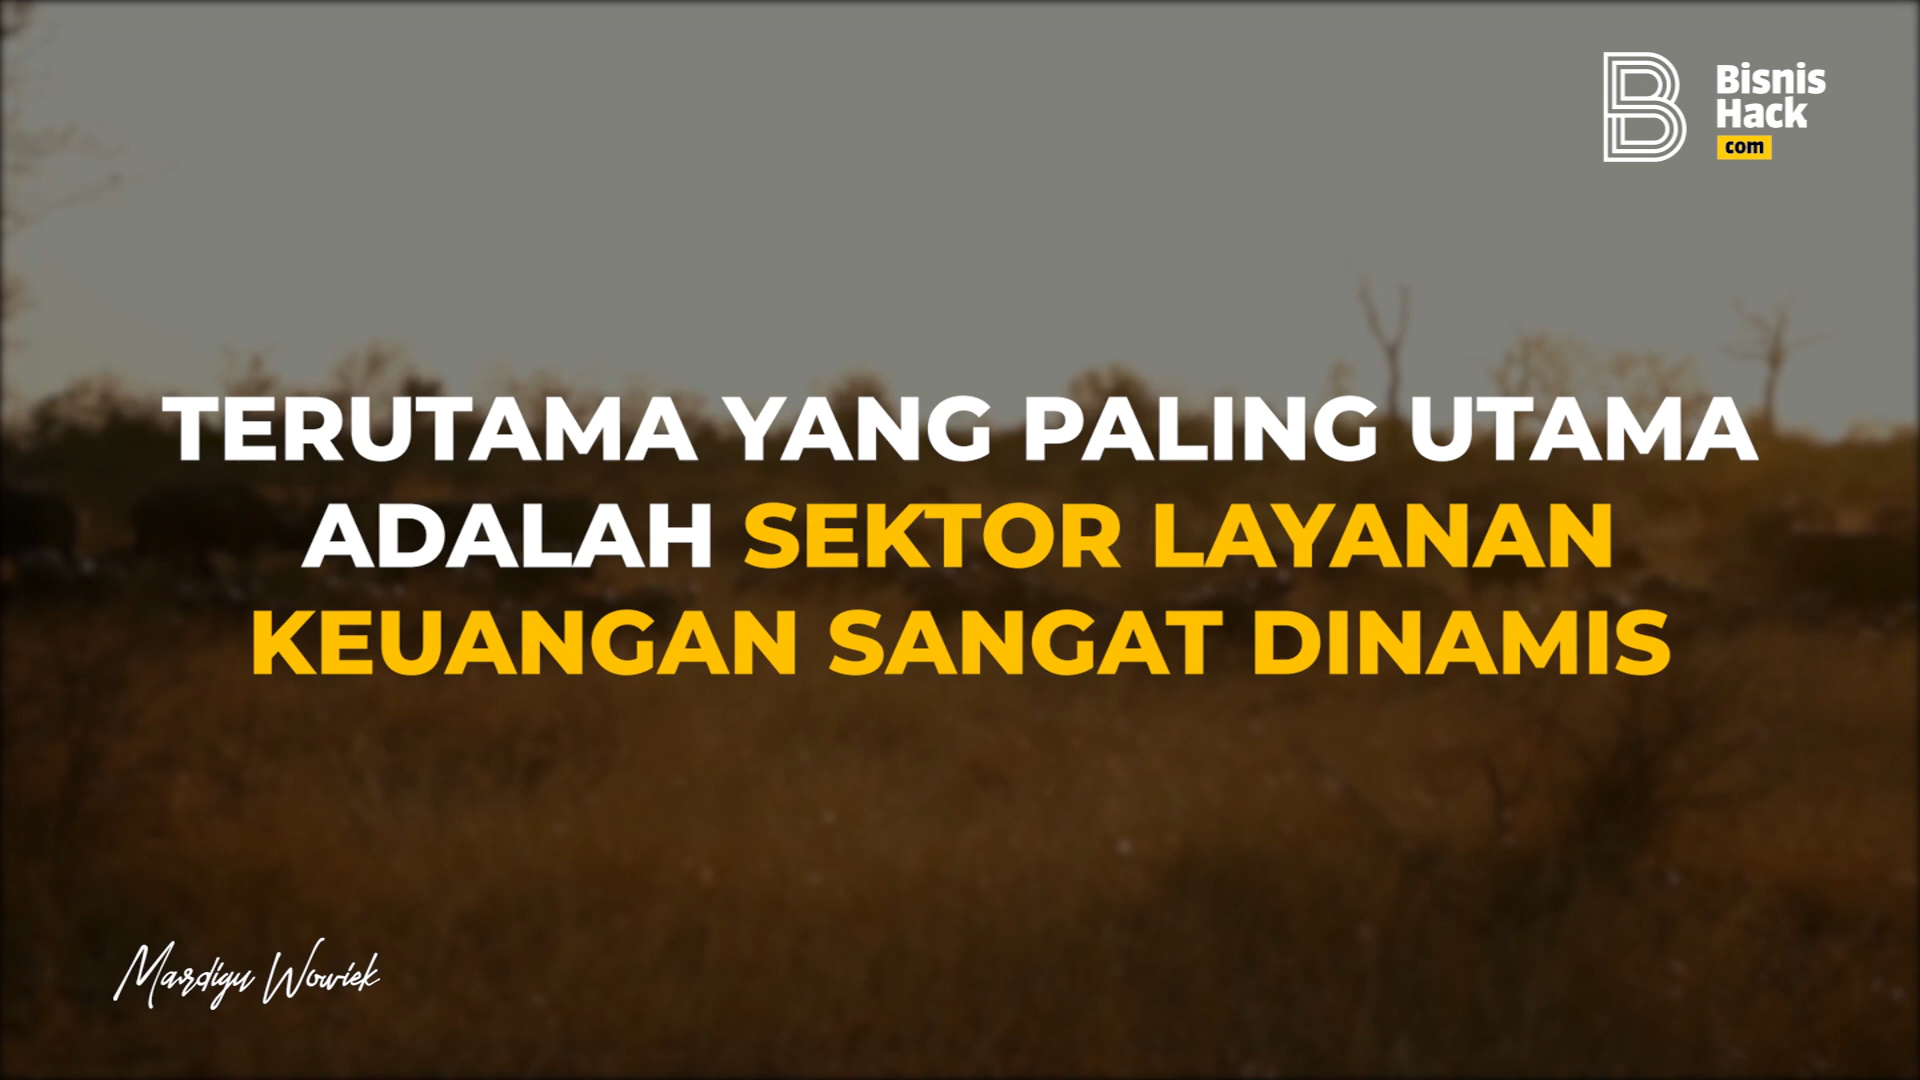 Bisnis
Hack
com
TERUTAMA YANG PALING UTAMA
ADALAH SEKTOR LAYANAN
KEUANGAN SANGAT DINAMIS
Mardigu Wowiek